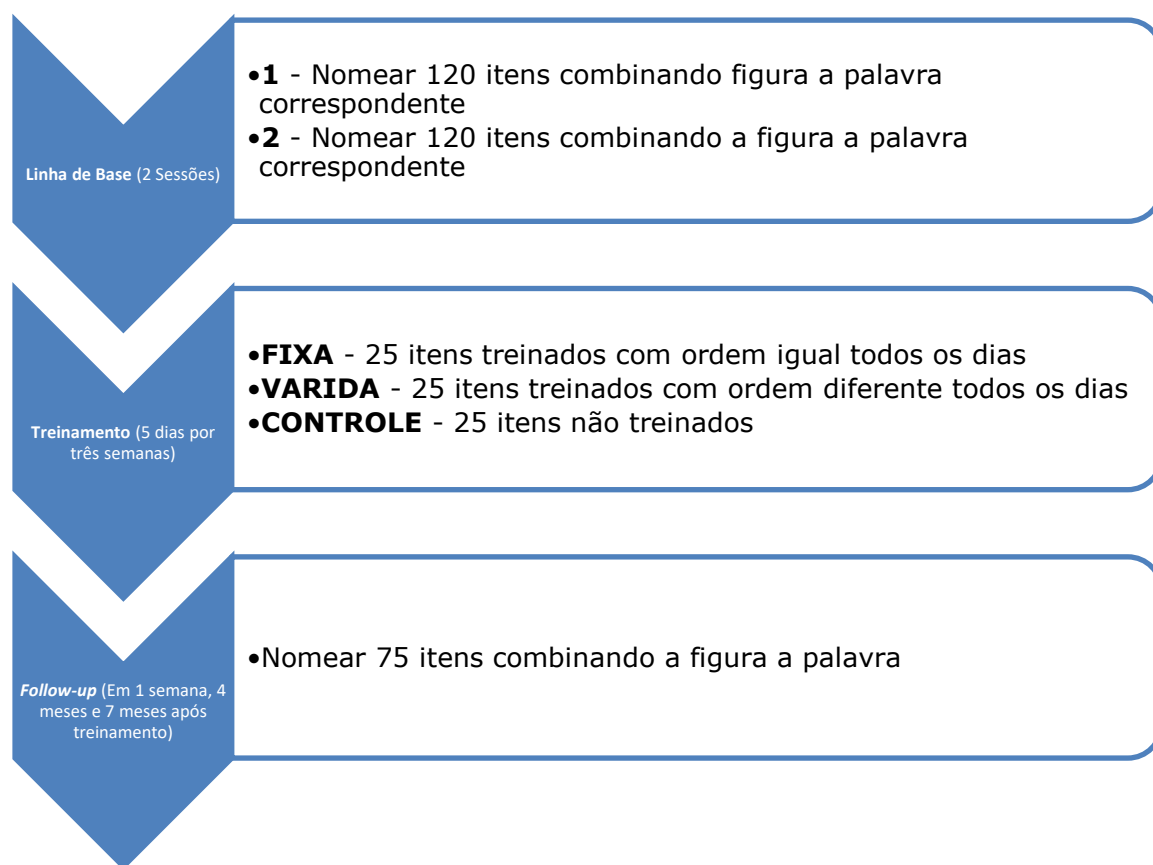 Linha de Base (2 Sessões)
•1 - Nomear 120 itens combinando figura a palavra
correspondente
•2 - Nomear 120 itens combinando a figura a palavra
correspondente
Treinamento (5 dias por
três semanas)
•FIXA - 25 itens treinados com ordem igual todos os dias
•VARIDA - 25 itens treinados com ordem diferente todos os dias
•CONTROLE - 25 itens não treinados
Follow-up (Em 1 semana, 4
meses e 7 meses após
treinamento)
•Nomear 75 itens combinando a figura a palavra